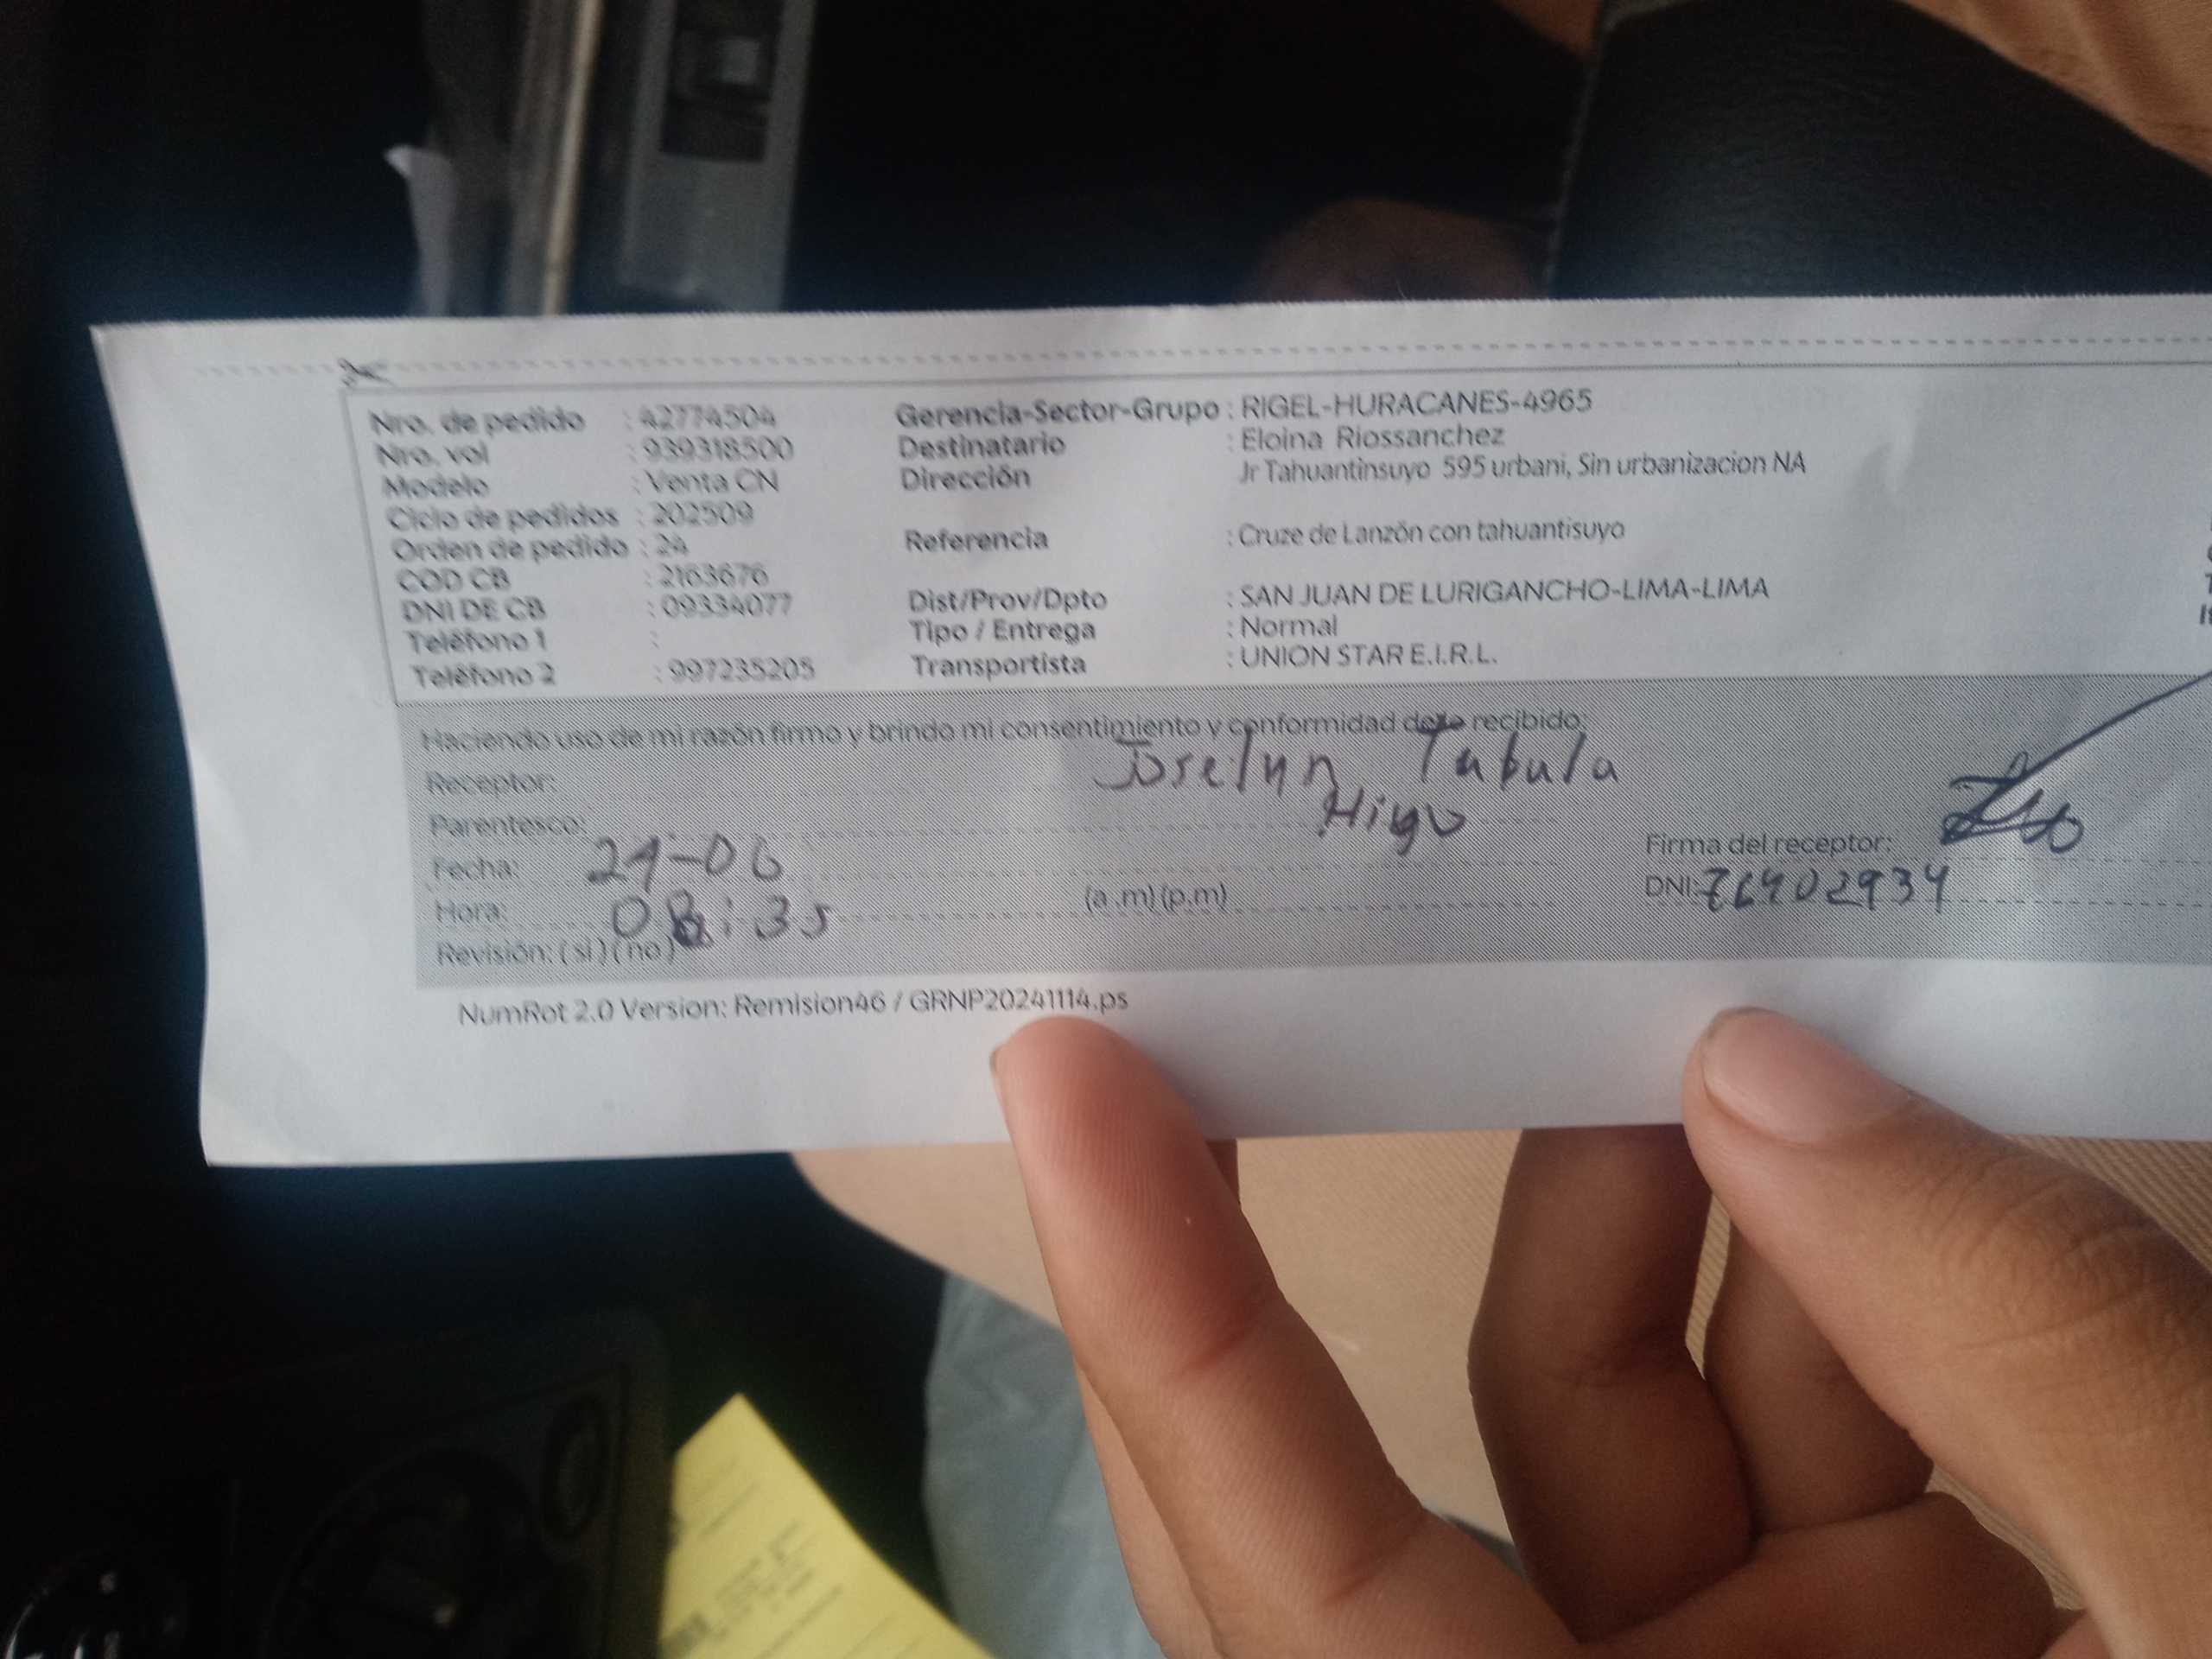 Nro. de pedido : 42774504 Gerencia-Sector-Grupo : RIGEL-HURACANES-4965
Nro. vol : 939318500 Destinatario : Eloina Riossanchez
Modelo : Venta CN Dirección Jr Tahuantinsuyo 595 urbani, Sin urbanizacion NA
Ciclo de pedidos : 202509
Orden de pedido : 24 Referencia : Cruze de Lanzón con tahuantisuyo
COD CB : 2163676
DNI DE CB : 09334077 Dist/Prov/Dpto : SAN JUAN DE LURIGANCHO-LIMA-LIMA
Teléfono 1 : Tipo / Entrega : Normal
Teléfono 2 : 997235205 Transportista : UNION STAR E.I.R.L.
Haciendo uso de mi razón firmo y brindo mi consentimiento y conformidad de lo recibido:
Receptor: Joselyn Tabula
Parentesco: Higo
Fecha: 24-06 Firma del receptor:
Hora: 08:35 (a.m) (p.m) DNI: 76402934
Revisión: (si) (no)
NumRot 2.0 Version: Remision46 / GRNP20241114.ps